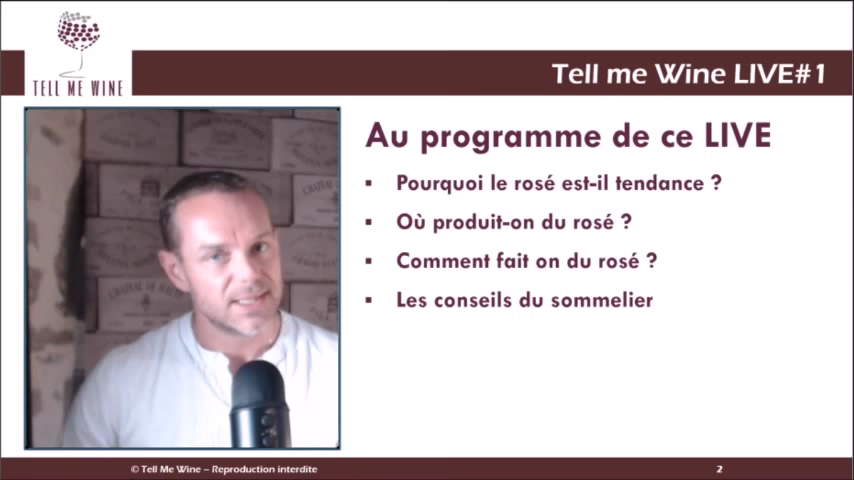 TELL ME WINE
Tell me Wine LIVE#1
Au programme de ce LIVE
▪ Pourquoi le rosé est-il tendance ?
▪ Où produit-on du rosé ?
▪ Comment fait on du rosé ?
▪ Les conseils du sommelier
© Tell Me Wine – Reproduction interdite
2